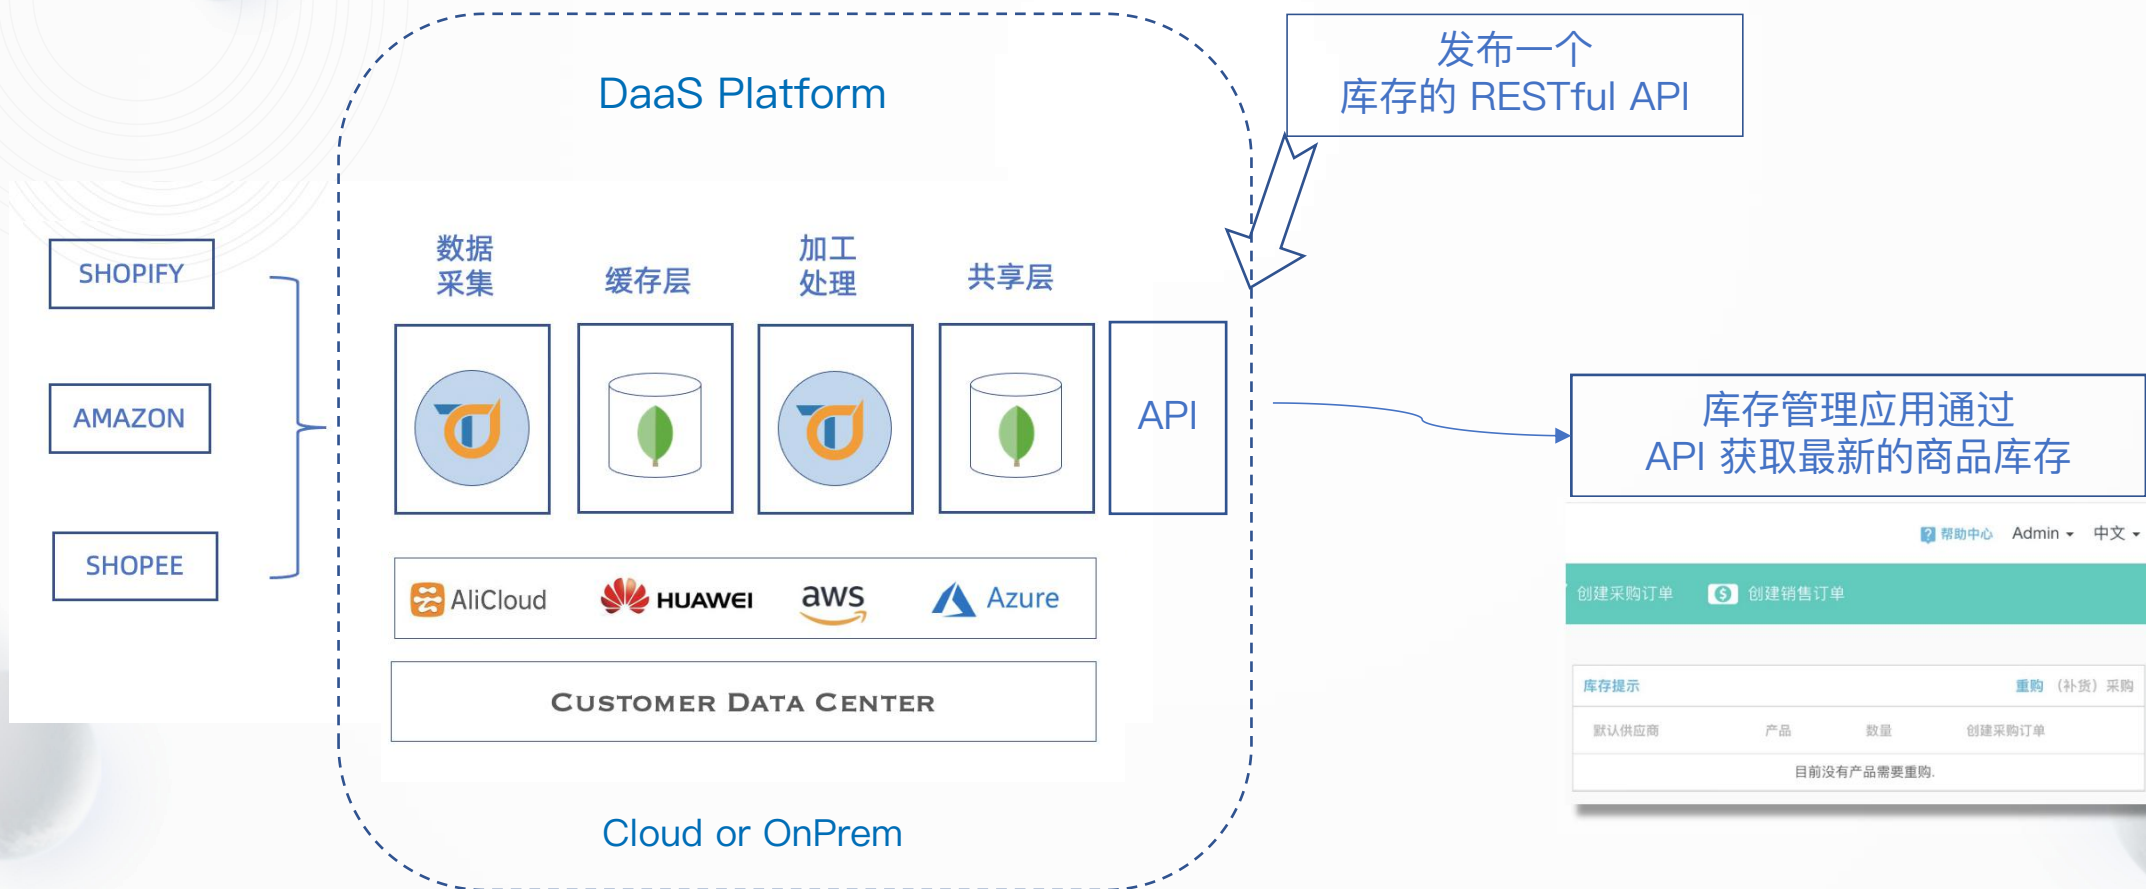 DaaS Platform
发布一个
库存的 RESTful API
SHOPIFY
AMAZON
SHOPEE
数据
采集
缓存层
加工
处理
共享层
API
AliCloud
HUAWEI
aws
Azure
CUSTOMER DATA CENTER
Cloud or OnPrem
库存管理应用通过
API 获取最新的商品库存
帮助中心 Admin 中文
创建采购订单 创建销售订单
库存提示 重购 （补货）采购
默认供应商 产品 数量 创建采购订单
目前没有产品需要重购.